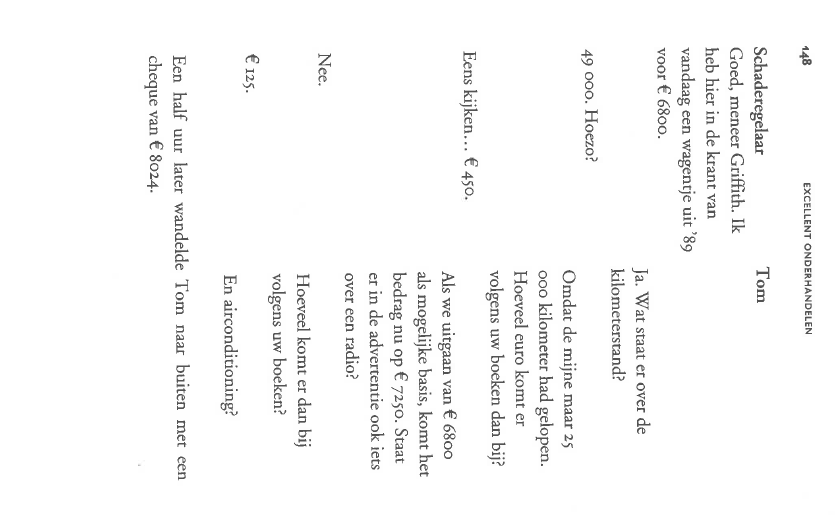 148
EXCELLENT ONDERHANDELEN
Schaderegelaar
Tom
Goed, meneer Griffith. Ik
heb hier in de krant van
vandaag een wagentje uit '89
voor € 6800.
Ja. Wat staat er over de
kilometerstand?
49 000. Hoezo?
Omdat de mijne maar 25
000 kilometer had gelopen.
Hoeveel euro komt er
volgens uw boeken dan bij?
Eens kijken... € 450.
Als we uitgaan van € 6800
als mogelijke basis, komt het
bedrag nu op € 7250. Staat
er in de advertentie ook iets
over een radio?
Nee.
Hoeveel komt er dan bij
volgens uw boeken?
€ 125.
En airconditioning?
Een half uur later wandelde Tom naar buiten met een
cheque van € 8024.